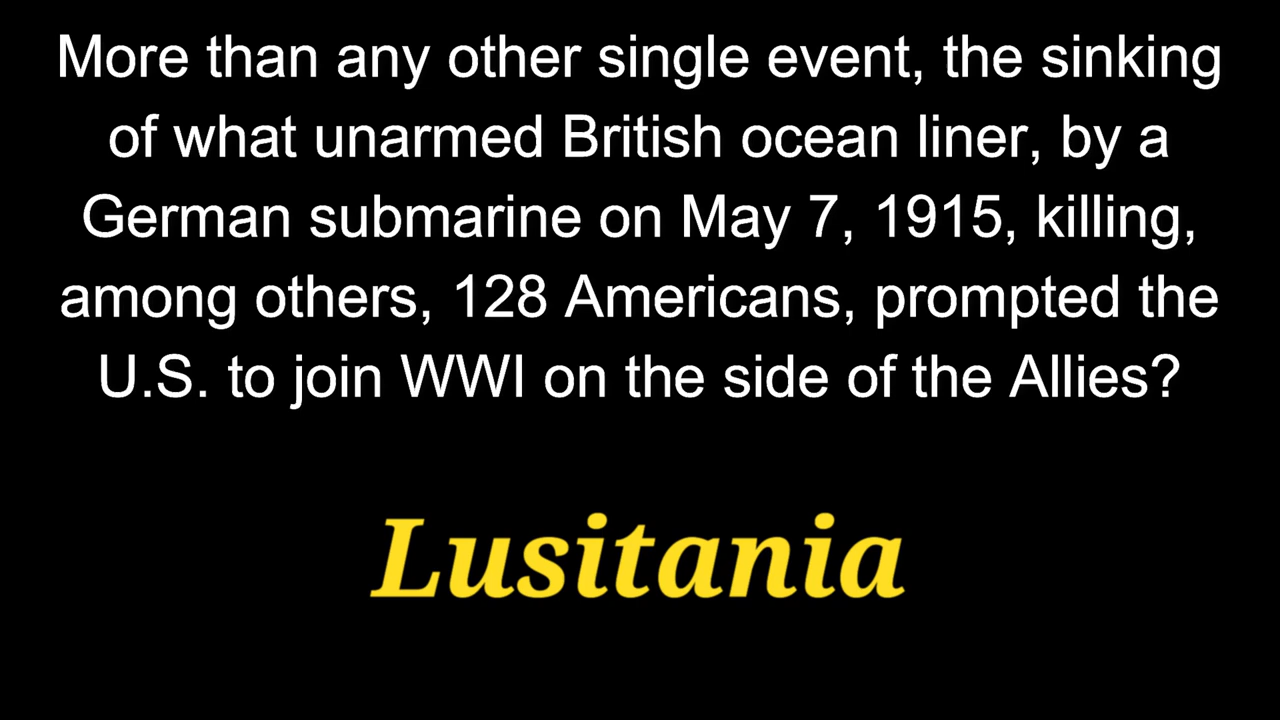 More than any other single event, the sinking
of what unarmed British ocean liner, by a
German submarine on May 7, 1915, killing,
among others, 128 Americans, prompted the
U.S. to join WWI on the side of the Allies?
Lusitania